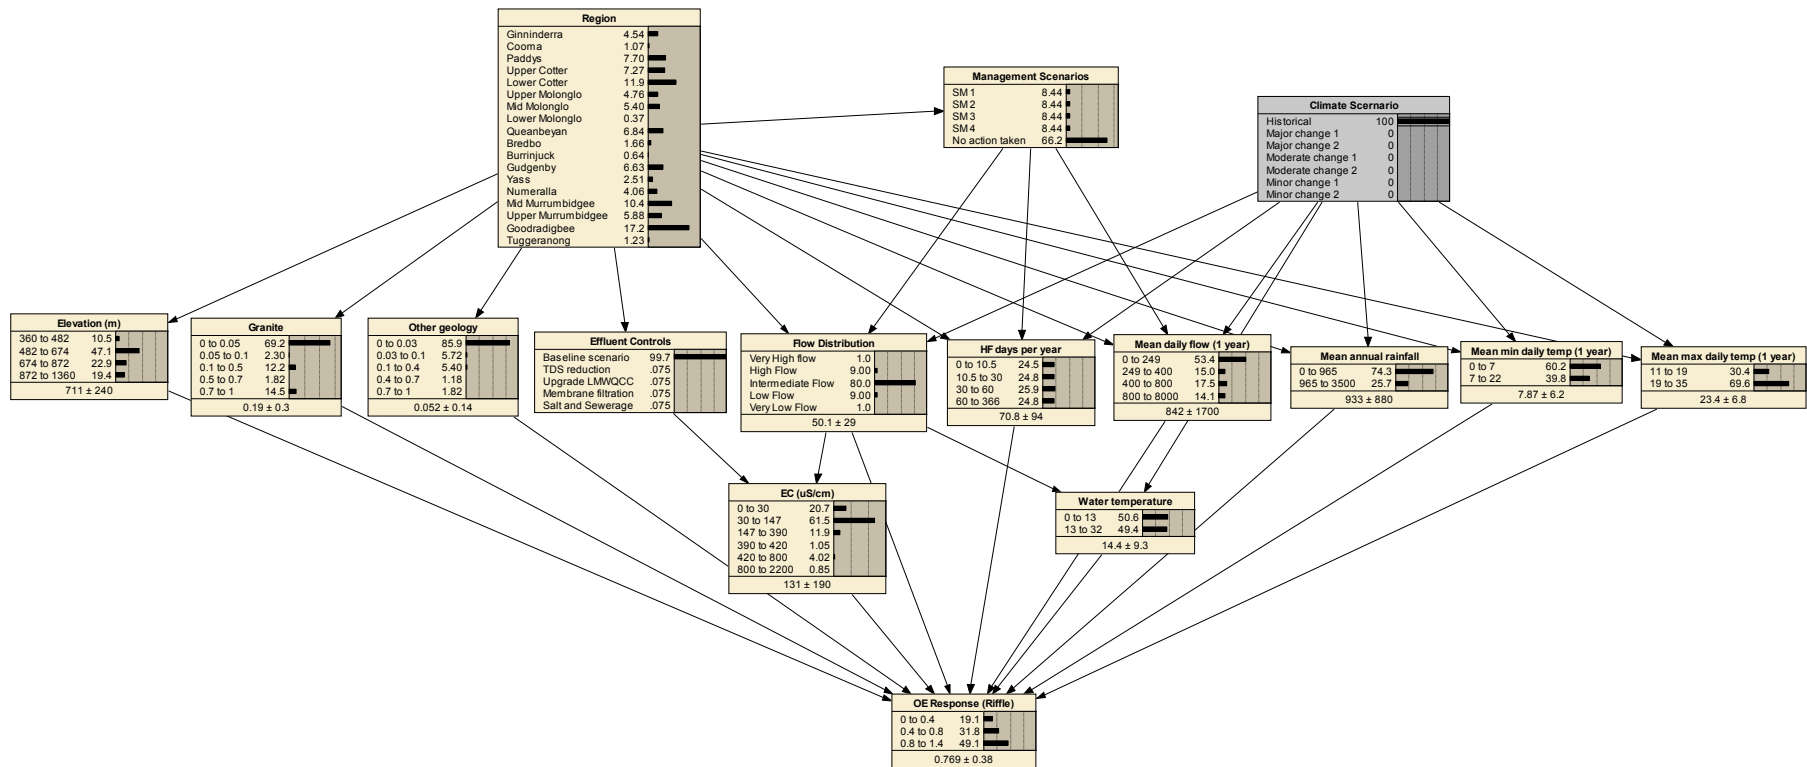 Region
Ginninderra 4.54
Cooma 1.07
Paddys 7.70
Upper Cotter 7.27
Lower Cotter 11.9
Upper Molonglo 4.76
Mid Molonglo 5.40
Lower Molonglo 0.37
Queanbeyan 6.84
Bredbo 1.66
Burrinjuck 0.64
Gudgenby 6.63
Yass 2.51
Numeralla 4.06
Mid Murrumbidgee 10.4
Upper Murrumbidgee 5.88
Goodradigbee 17.2
Tuggeranong 1.23
Management Scenarios
SM 1 8.44
SM 2 8.44
SM 3 8.44
SM 4 8.44
No action taken 66.2
Climate Scernario
Historical 100
Major change 1 0
Major change 2 0
Moderate change 1 0
Moderate change 2 0
Minor change 1 0
Minor change 2 0
Elevation (m)
360 to 482 10.5
482 to 674 47.1
674 to 872 22.9
872 to 1360 19.4
711 ± 240
Granite
0 to 0.05 69.2
0.05 to 0.1 2.30
0.1 to 0.5 12.2
0.5 to 0.7 1.82
0.7 to 1 14.5
0.19 ± 0.3
Other geology
0 to 0.03 85.9
0.03 to 0.1 5.72
0.1 to 0.4 5.40
0.4 to 0.7 1.18
0.7 to 1 1.82
0.052 ± 0.14
Effluent Controls
Baseline scenario 99.7
TDS reduction .075
Upgrade LMWQCC .075
Membrane filtration .075
Salt and Sewerage .075
Flow Distribution
Very High flow 1.0
High Flow 9.00
Intermediate Flow 80.0
Low Flow 9.00
Very Low Flow 1.0
50.1 ± 29
HF days per year
0 to 10.5 24.5
10.5 to 30 24.8
30 to 60 25.9
60 to 366 24.8
70.8 ± 94
Mean daily flow (1 year)
0 to 249 53.4
249 to 400 15.0
400 to 800 17.5
800 to 8000 14.1
842 ± 1700
Mean annual rainfall
0 to 965 74.3
965 to 3500 25.7
933 ± 880
Mean min daily temp (1 year)
0 to 7 60.2
7 to 22 39.8
7.87 ± 6.2
Mean max daily temp (1 year)
11 to 19 30.4
19 to 35 69.6
23.4 ± 6.8
EC (uS/cm)
0 to 30 20.7
30 to 147 61.5
147 to 390 11.9
390 to 420 1.05
420 to 800 4.02
800 to 2200 0.85
131 ± 190
Water temperature
0 to 13 50.6
13 to 32 49.4
14.4 ± 9.3
OE Response (Riffle)
0 to 0.4 19.1
0.4 to 0.8 31.8
0.8 to 1.4 49.1
0.769 ± 0.38